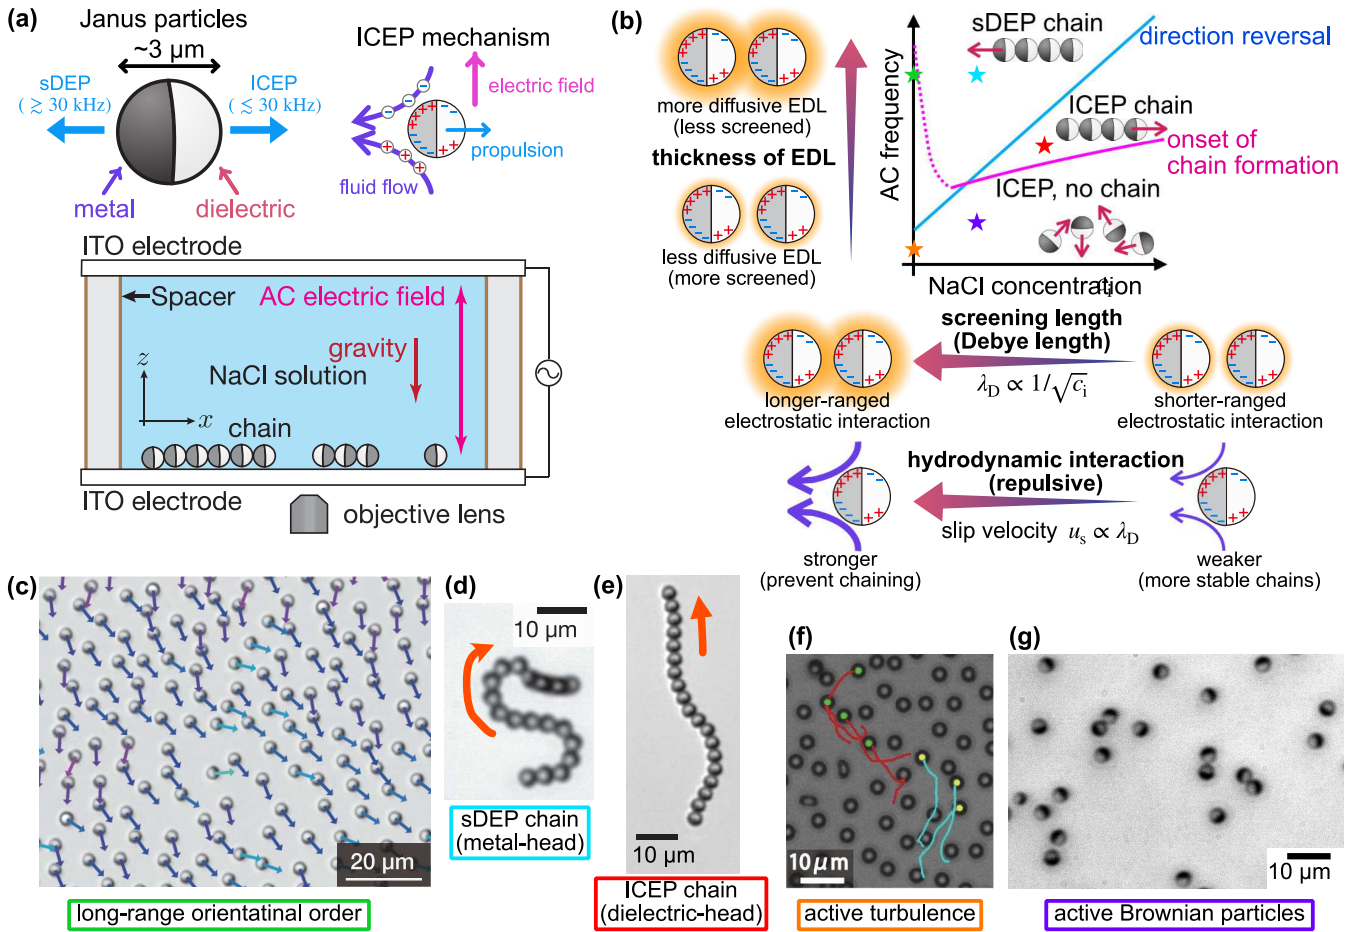 (a)
Janus particles
~3 µm
sDEP
(≳ 30 kHz)
ICEP
(≲ 30 kHz)
metal
dielectric
ICEP mechanism
electric field
propulsion
fluid flow
ITO electrode
Spacer
AC electric field
gravity
NaCl solution
z
x
chain
ITO electrode
objective lens
(b)
more diffusive EDL
(less screened)
thickness of EDL
less diffusive EDL
(more screened)
AC frequency
sDEP chain
direction reversal
ICEP chain
onset of
chain formation
ICEP, no chain
NaCl concentration
c_i
screening length
(Debye length)
λ_D ∝ 1/√c_i
longer-ranged
electrostatic interaction
shorter-ranged
electrostatic interaction
hydrodynamic interaction
(repulsive)
slip velocity u_s ∝ λ_D
stronger
(prevent chaining)
weaker
(more stable chains)
(c)
20 µm
long-range orientatinal order
(d)
10 µm
sDEP chain
(metal-head)
(e)
10 µm
ICEP chain
(dielectric-head)
(f)
10µm
active turbulence
(g)
10 µm
active Brownian particles